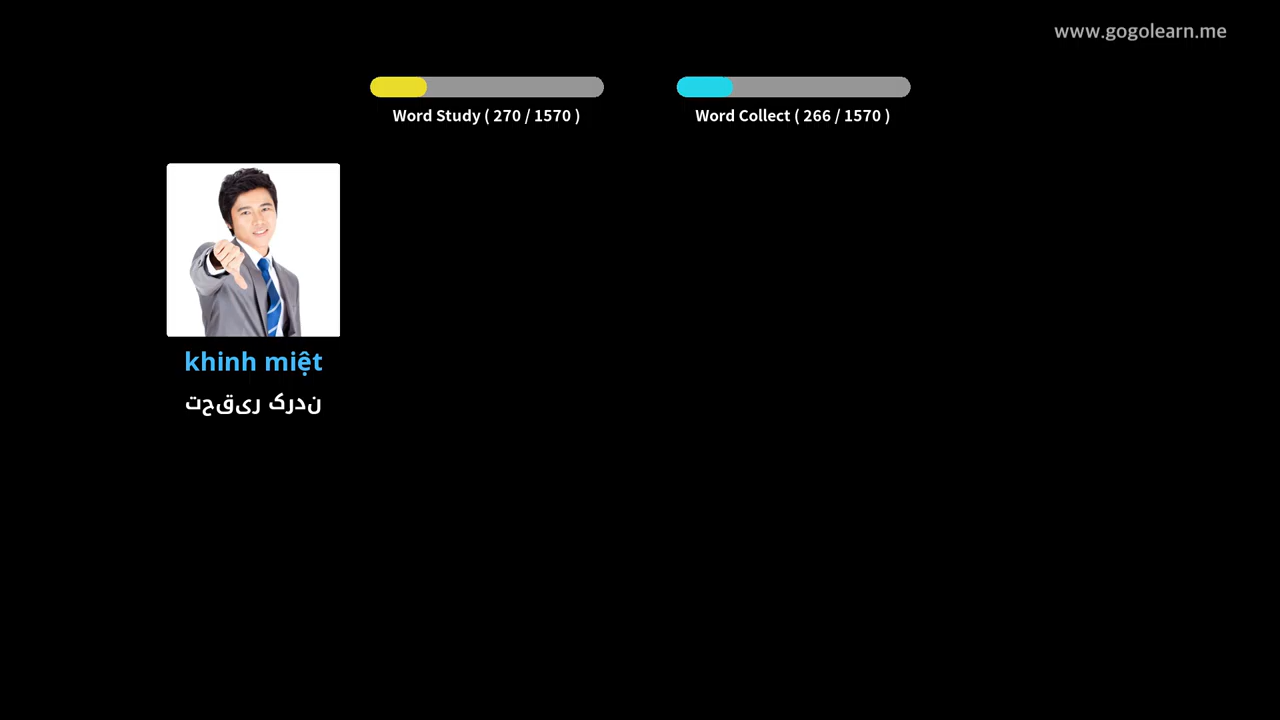 www.gogolearn.me
Word Study ( 270 / 1570 )
Word Collect ( 266 / 1570 )
khinh miệt
تحقیر کردن